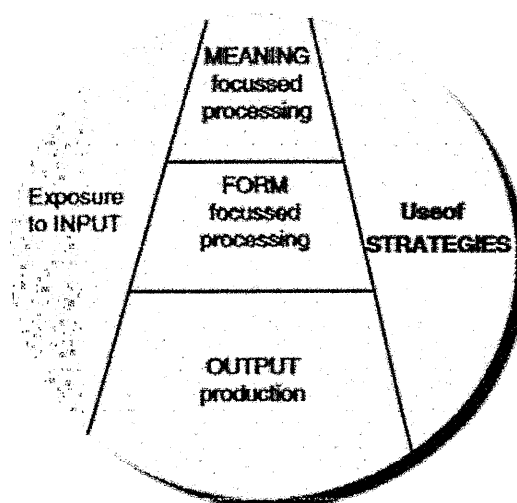 MEANING
focussed
processing
Exposure
to INPUT
FORM
focussed
processing
Useof
STRATEGIES
OUTPUT
production